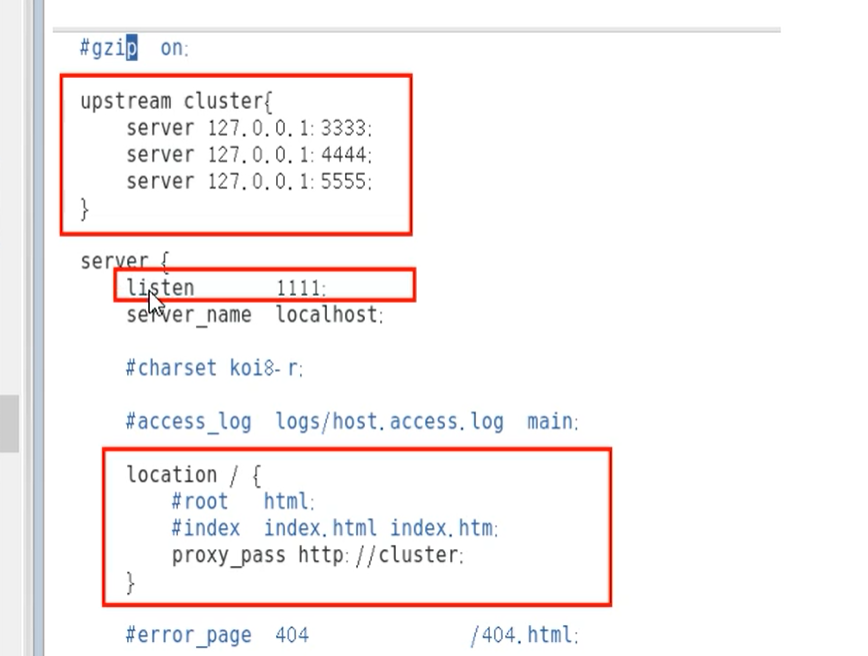 #gzip  on;
upstream cluster{
    server 127.0.0.1:3333;
    server 127.0.0.1:4444;
    server 127.0.0.1:5555;
}
server {
    listen       1111;
    server_name  localhost;
    #charset koi8-r;
    #access_log  logs/host.access.log  main;
    location / {
        #root   html;
        #index  index.html index.htm;
        proxy_pass http://cluster;
    }
    #error_page  404              /404.html;